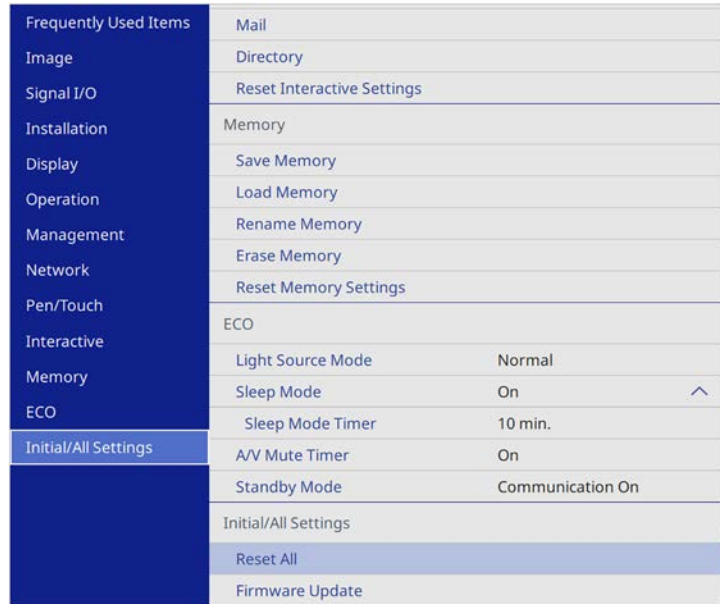 Frequently Used Items
Image
Signal I/O
Installation
Display
Operation
Management
Network
Pen/Touch
Interactive
Memory
ECO
Initial/All Settings
Mail
Directory
Reset Interactive Settings
Memory
Save Memory
Load Memory
Rename Memory
Erase Memory
Reset Memory Settings
ECO
Light Source Mode Normal
Sleep Mode On
Sleep Mode Timer 10 min.
A/V Mute Timer On
Standby Mode Communication On
Initial/All Settings
Reset All
Firmware Update